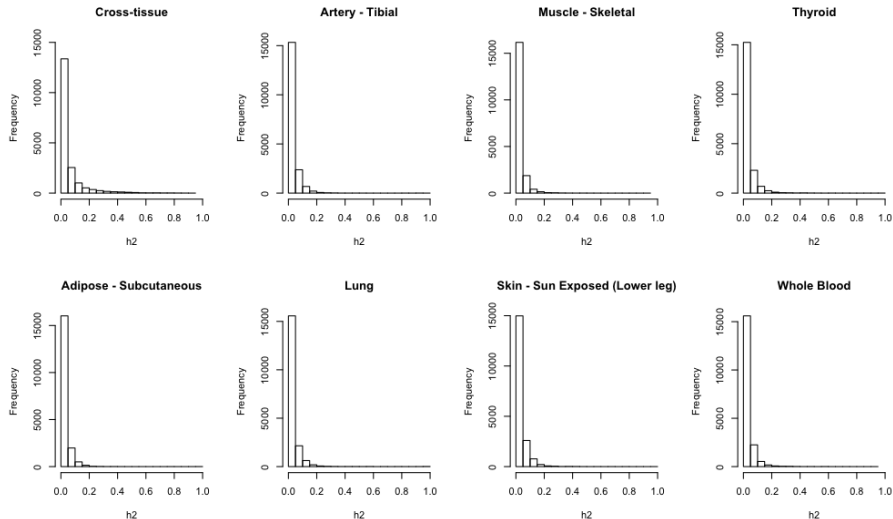 Cross-tissue
Frequency
0 5000 10000 15000
0.0 0.2 0.4 0.6 0.8 1.0
h2
Artery - Tibial
Frequency
0 5000 10000 15000
0.0 0.2 0.4 0.6 0.8 1.0
h2
Muscle - Skeletal
Frequency
0 5000 10000 15000
0.0 0.2 0.4 0.6 0.8 1.0
h2
Thyroid
Frequency
0 5000 10000 15000
0.0 0.2 0.4 0.6 0.8 1.0
h2
Adipose - Subcutaneous
Frequency
0 5000 10000 15000
0.0 0.2 0.4 0.6 0.8 1.0
h2
Lung
Frequency
0 5000 10000 15000
0.0 0.2 0.4 0.6 0.8 1.0
h2
Skin - Sun Exposed (Lower leg)
Frequency
0 5000 10000 15000
0.0 0.2 0.4 0.6 0.8 1.0
h2
Whole Blood
Frequency
0 5000 10000 15000
0.0 0.2 0.4 0.6 0.8 1.0
h2